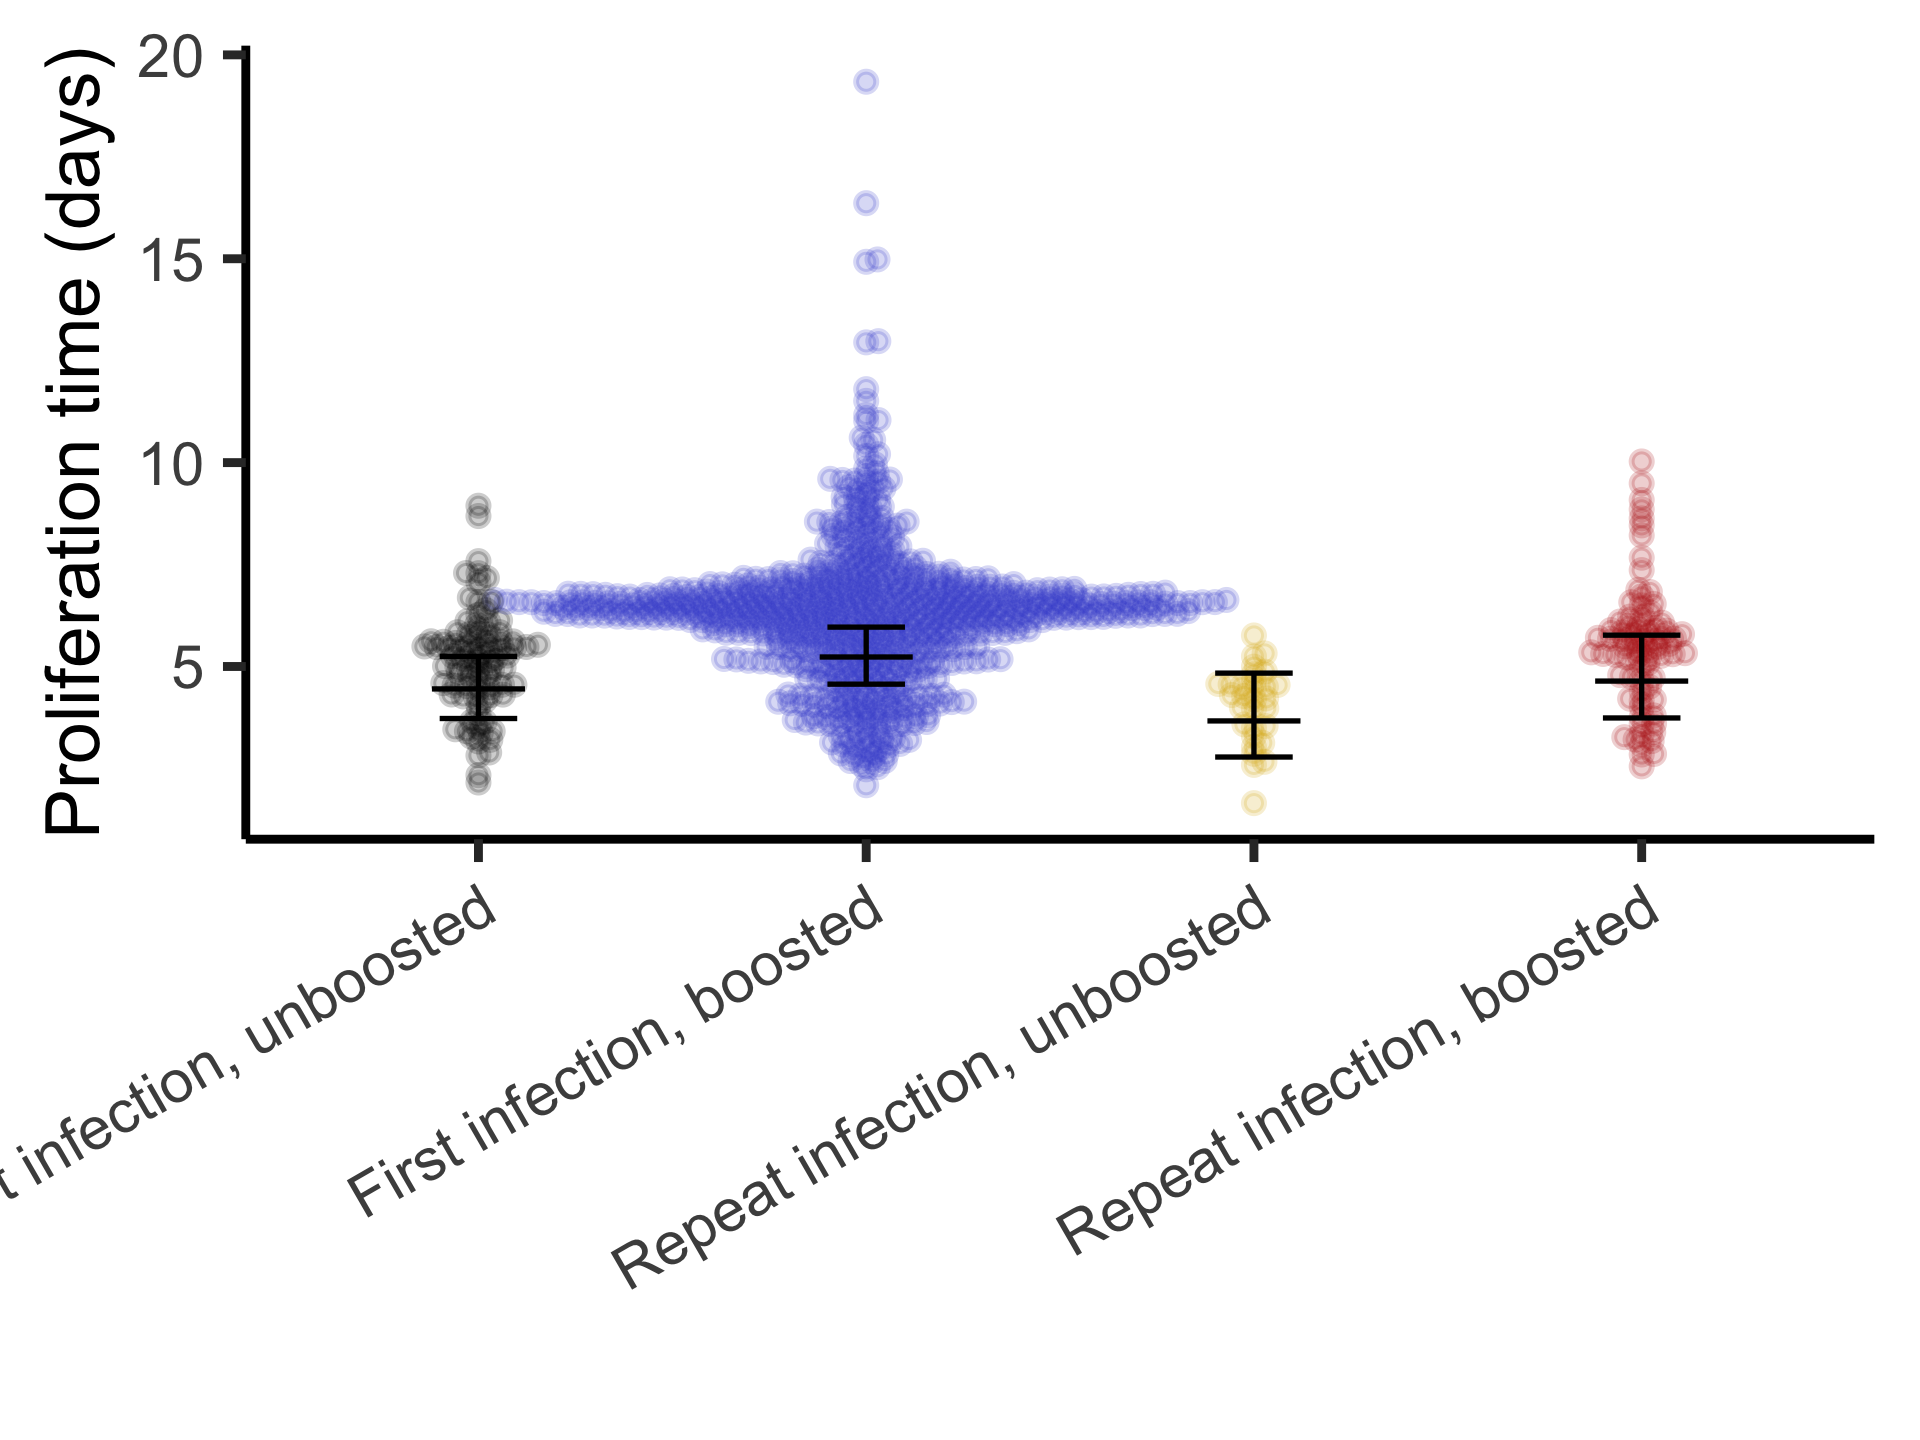 Proliferation time (days)
20
15
10
5
t infection, unboosted
First infection, boosted
Repeat infection, unboosted
Repeat infection, boosted